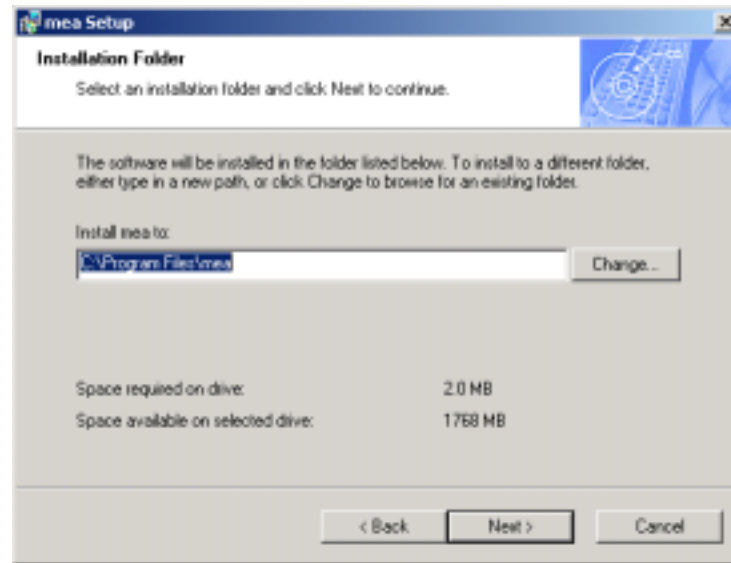 mea Setup
Installation Folder
Select an installation folder and click Next to continue.
The software will be installed in the folder listed below. To install to a different folder,
either type in a new path, or click Change to browse for an existing folder.
Install mea to:
C:\Program Files\mea
Change...
Space required on drive: 2.0 MB
Space available on selected drive: 1768 MB
< Back Next > Cancel